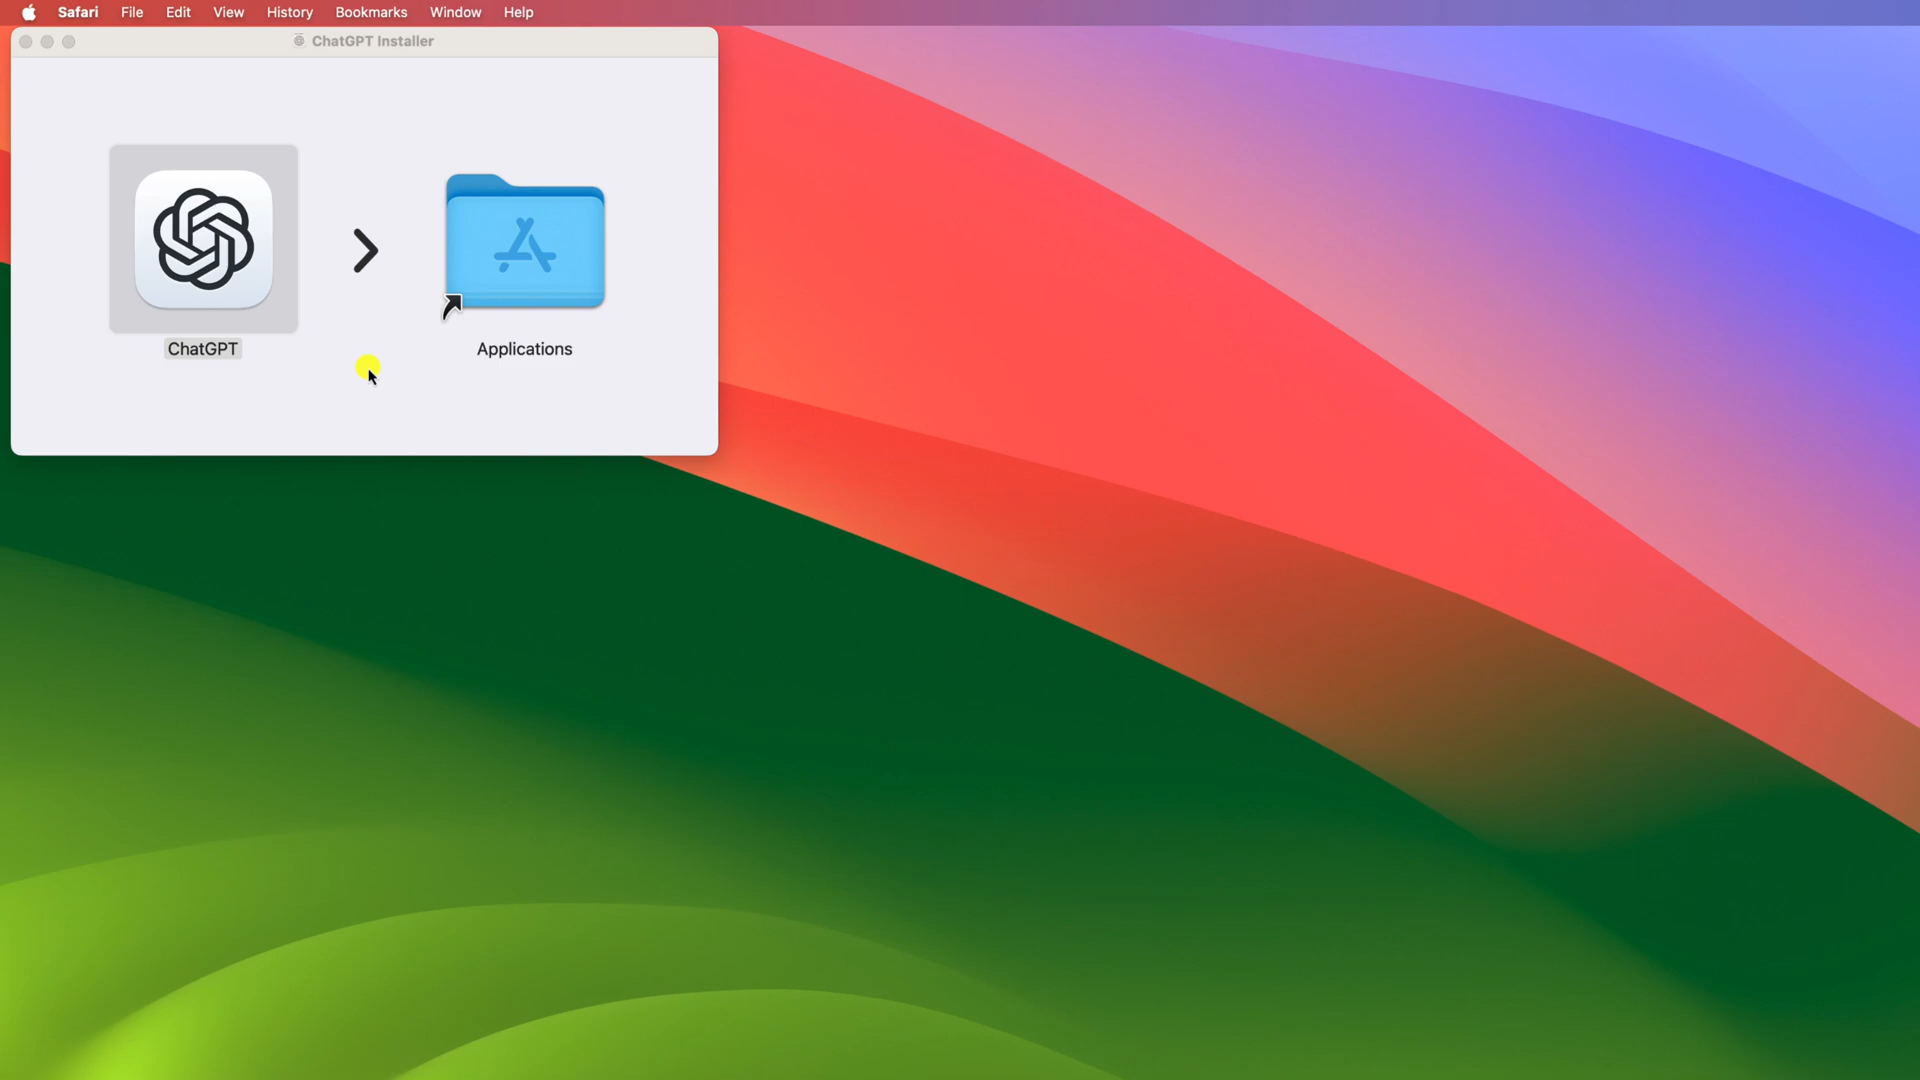 Safari File Edit View History Bookmarks Window Help
ChatGPT Installer
ChatGPT
Applications